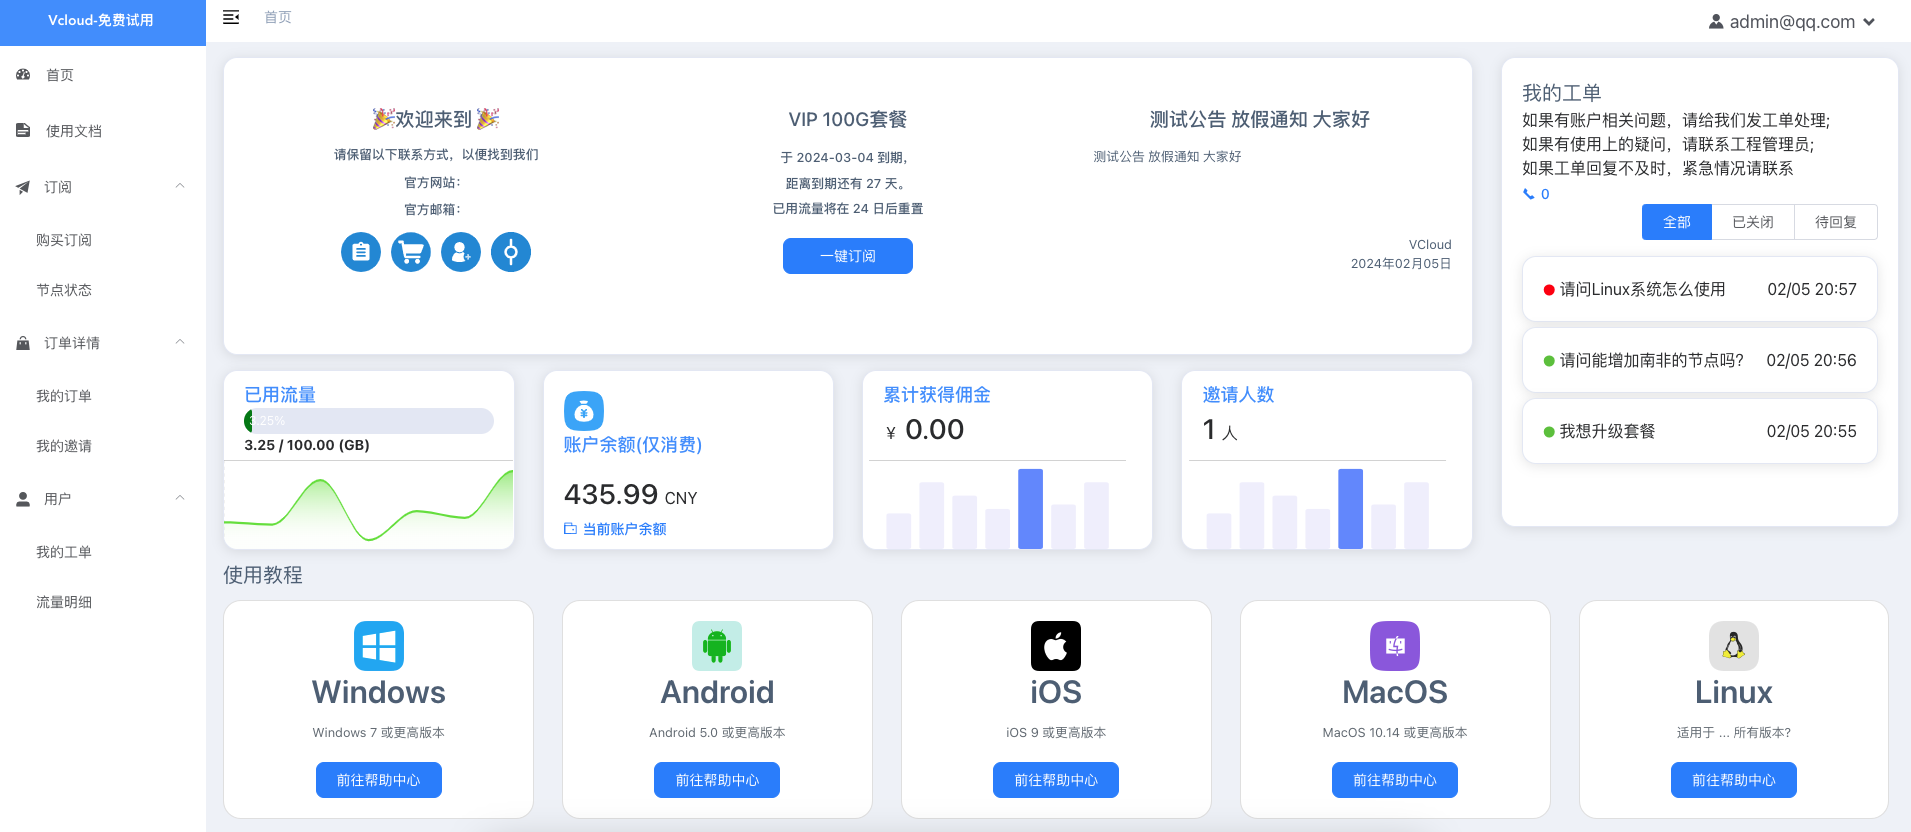 Vcloud-免费试用
首页
admin@qq.com
首页
使用文档
订阅
购买订阅
节点状态
订单详情
我的订单
我的邀请
用户
我的工单
流量明细
🎉欢迎来到 🎉
请保留以下联系方式，以便找到我们
官方网站：
官方邮箱：
VIP 100G套餐
于 2024-03-04 到期，
距离到期还有 27 天。
已用流量将在 24 日后重置
一键订阅
测试公告 放假通知 大家好
测试公告 放假通知 大家好
VCloud
2024年02月05日
我的工单
如果有账户相关问题，请给我们发工单处理;
如果有使用上的疑问，请联系工程管理员;
如果工单回复不及时，紧急情况请联系
0
全部 已关闭 待回复
请问Linux系统怎么使用 02/05 20:57
请问能增加南非的节点吗? 02/05 20:56
我想升级套餐 02/05 20:55
已用流量
3.25%
3.25 / 100.00 (GB)
账户余额(仅消费)
435.99 CNY
当前账户余额
累计获得佣金
¥ 0.00
邀请人数
1 人
使用教程
Windows
Windows 7 或更高版本
前往帮助中心
Android
Android 5.0 或更高版本
前往帮助中心
iOS
iOS 9 或更高版本
前往帮助中心
MacOS
MacOS 10.14 或更高版本
前往帮助中心
Linux
适用于 ... 所有版本?
前往帮助中心